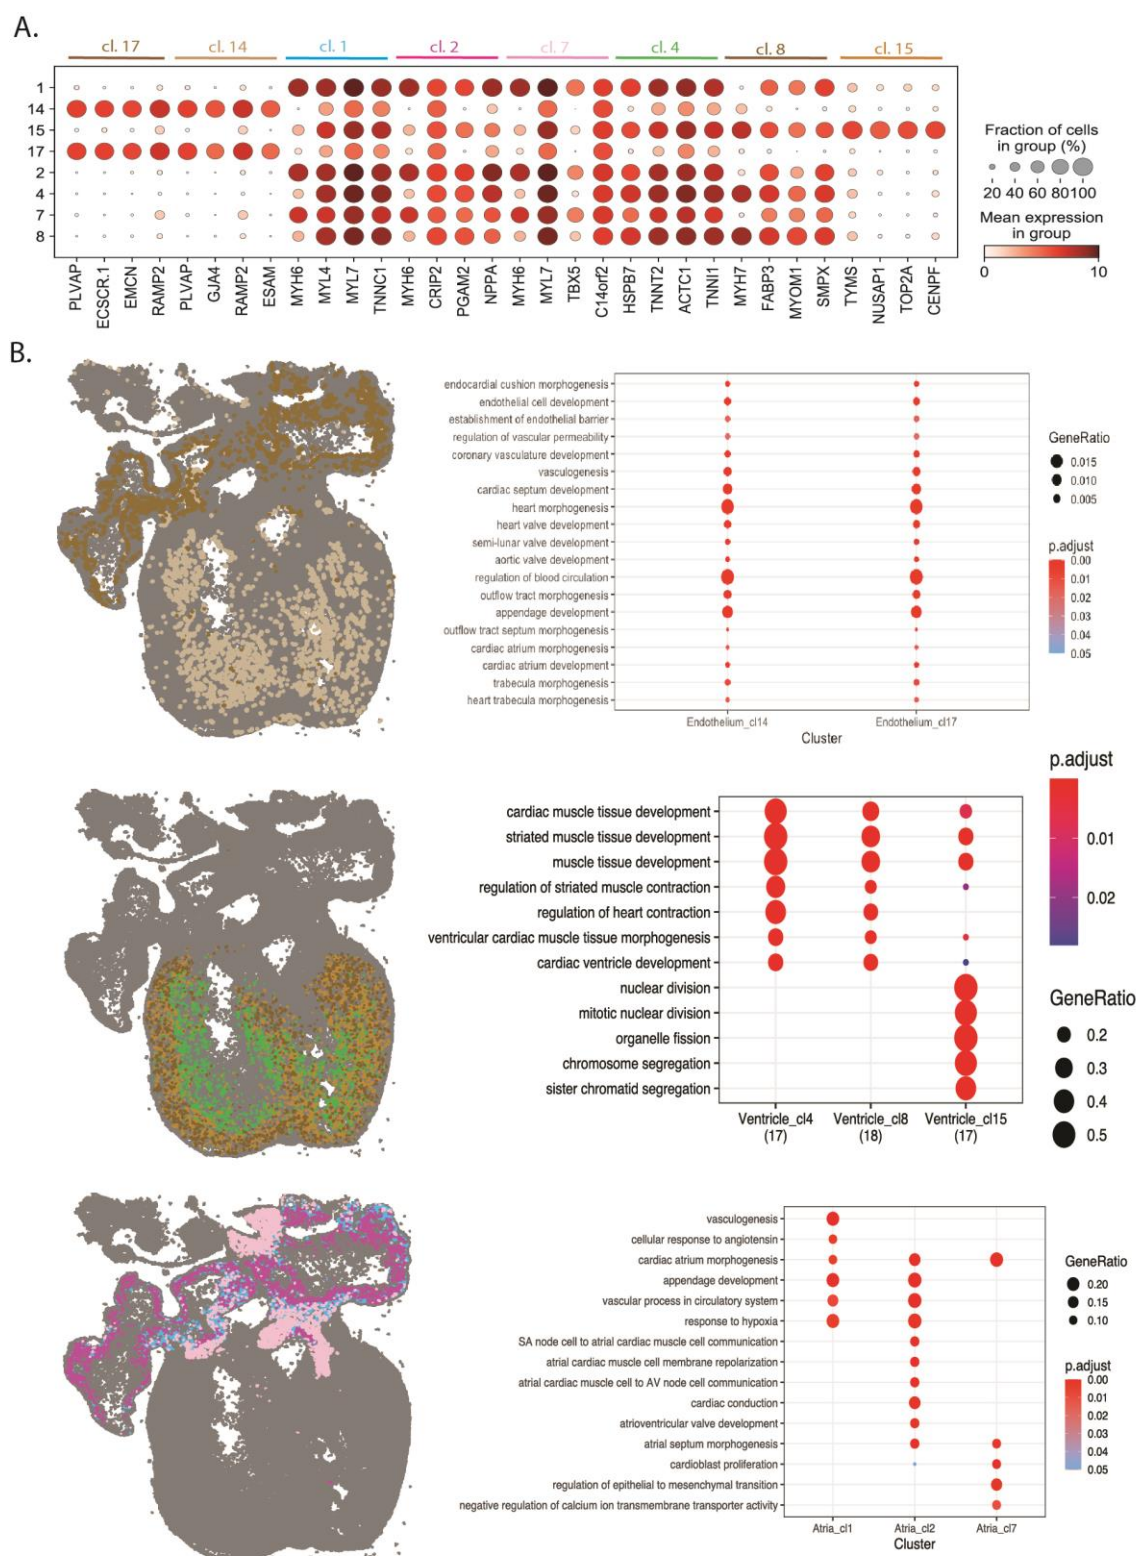 A.
cl. 17 cl. 14 cl. 1 cl. 2 cl. 7 cl. 4 cl. 8 cl. 15
1
14
15
17
2
4
7
8
PLVAP ECSCR.1 EMCN RAMP2 PLVAP GJA4 RAMP2 ESAM MYH6 MYL4 MYL7 TNNC1 MYH6 CRIP2 PGAM2 NPPA MYH6 MYL7 TBX5 C14orf2 HSPB7 TNNT2 ACTC1 TNNI1 MYH7 FABP3 MYOM1 SMPX TYMS NUSAP1 TOP2A CENPF
Fraction of cells
in group (%)
20 40 60 80 100
Mean expression
in group
0 10
B.
endocardial cushion morphogenesis
endothelial cell development
establishment of endothelial barrier
regulation of vascular permeability
coronary vasculature development
vasculogenesis
cardiac septum development
heart morphogenesis
heart valve development
semi-lunar valve development
aortic valve development
regulation of blood circulation
outflow tract morphogenesis
appendage development
outflow tract septum morphogenesis
cardiac atrium morphogenesis
cardiac atrium development
trabecula morphogenesis
heart trabecula morphogenesis
Endothelium_cl14 Endothelium_cl17
Cluster
GeneRatio
0.015
0.010
0.005
p.adjust
0.00
0.01
0.02
0.03
0.04
0.05
cardiac muscle tissue development
striated muscle tissue development
muscle tissue development
regulation of striated muscle contraction
regulation of heart contraction
ventricular cardiac muscle tissue morphogenesis
cardiac ventricle development
nuclear division
mitotic nuclear division
organelle fission
chromosome segregation
sister chromatid segregation
Ventricle_cl4 Ventricle_cl8 Ventricle_cl15
(17) (18) (17)
p.adjust
0.01
0.02
GeneRatio
0.2
0.3
0.4
0.5
vasculogenesis
cellular response to angiotensin
cardiac atrium morphogenesis
appendage development
vascular process in circulatory system
response to hypoxia
SA node cell to atrial cardiac muscle cell communication
atrial cardiac muscle cell membrane repolarization
atrial cardiac muscle cell to AV node cell communication
cardiac conduction
atrioventricular valve development
atrial septum morphogenesis
cardioblast proliferation
regulation of epithelial to mesenchymal transition
negative regulation of calcium ion transmembrane transporter activity
Atria_cl1 Atria_cl2 Atria_cl7
Cluster
GeneRatio
0.20
0.15
0.10
p.adjust
0.00
0.01
0.02
0.03
0.04
0.05